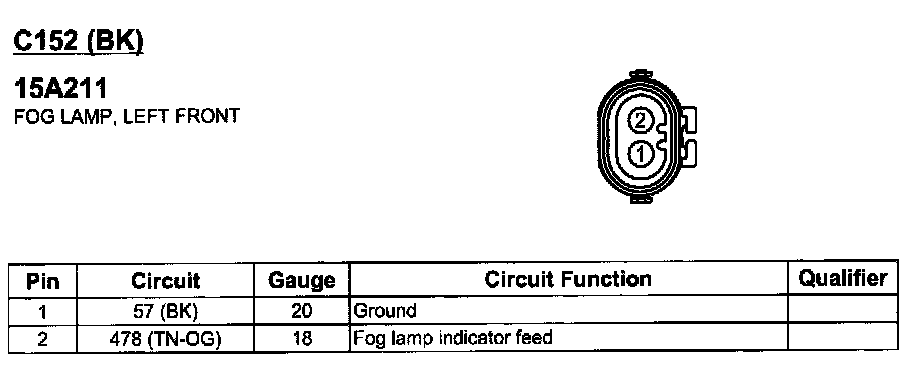 C152 (BK)
15A211
FOG LAMP, LEFT FRONT
2
1
Pin Circuit Gauge Circuit Function Qualifier
1 57 (BK) 20 Ground
2 478 (TN-OG) 18 Fog lamp indicator feed